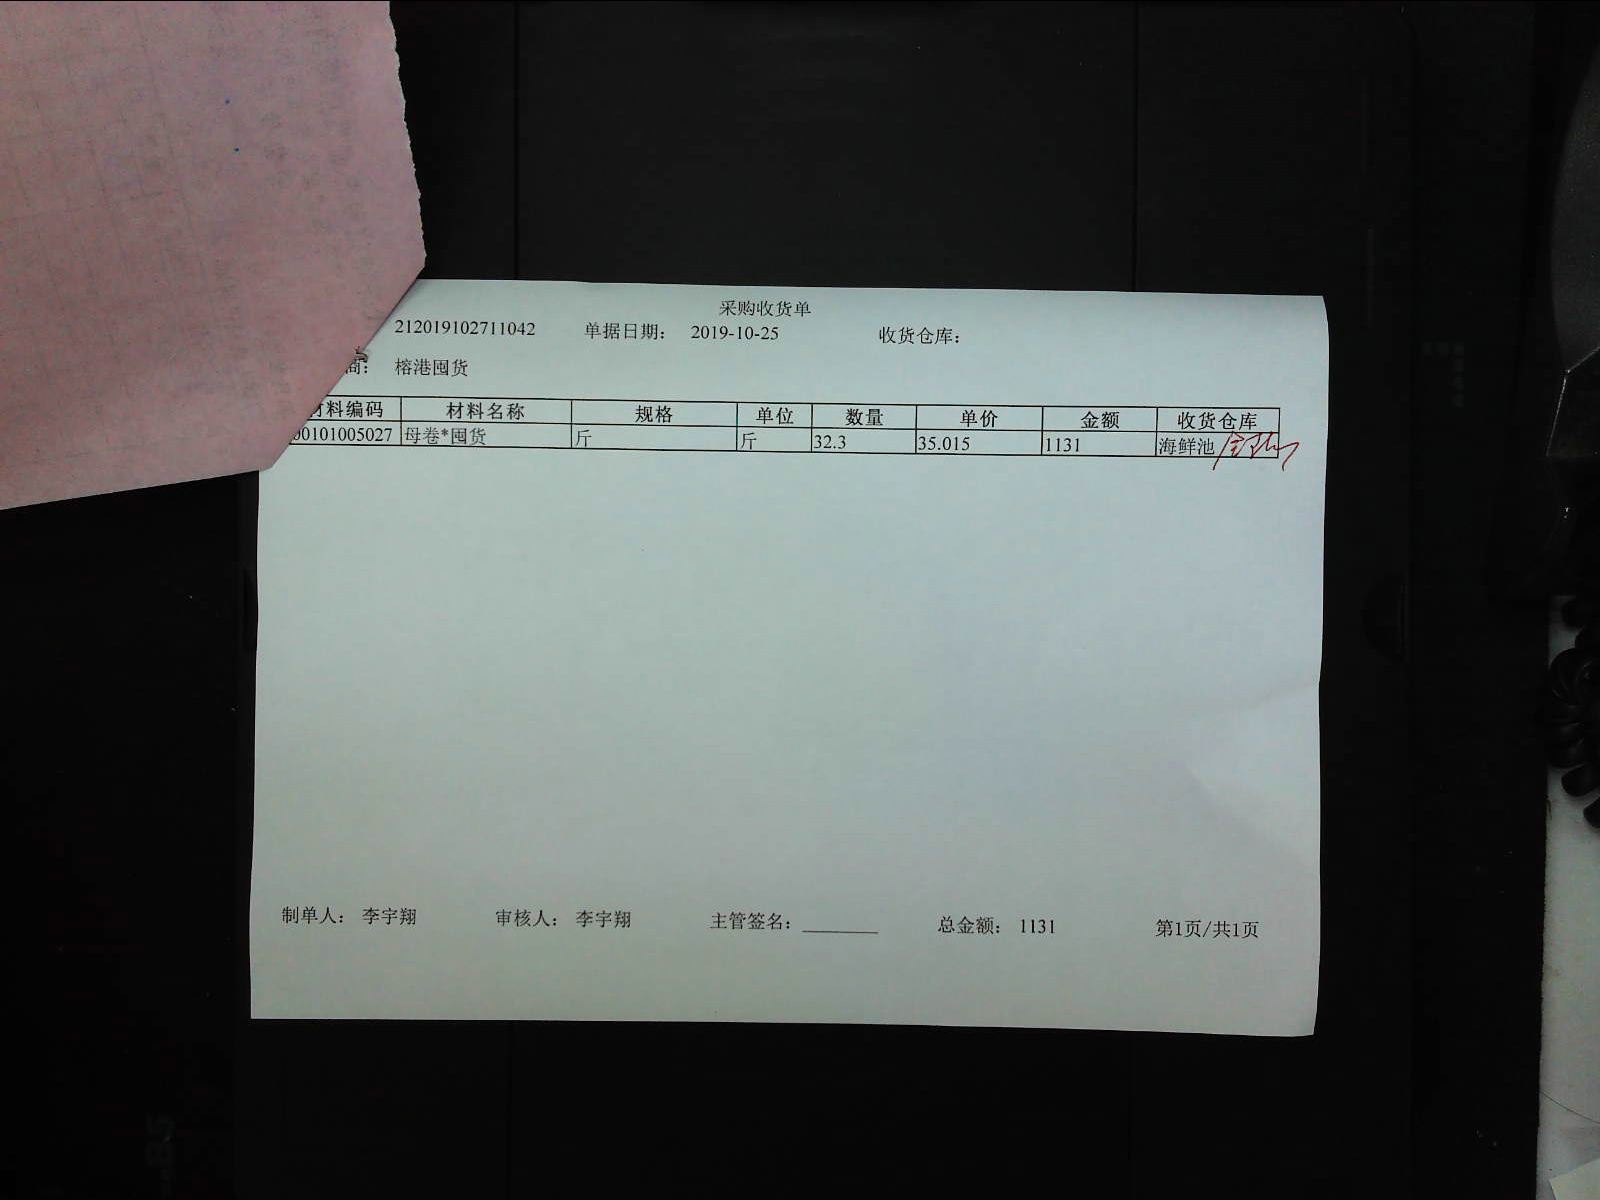 采购收货单
212019102711042 单据日期： 2019-10-25 收货仓库：
商： 榕港囤货
材料编码 材料名称 规格 单位 数量 单价 金额 收货仓库
00101005027 母卷*囤货 斤 斤 32.3 35.015 1131 海鲜池
制单人： 李宇翔 审核人： 李宇翔 主管签名： 总金额： 1131 第1页/共1页